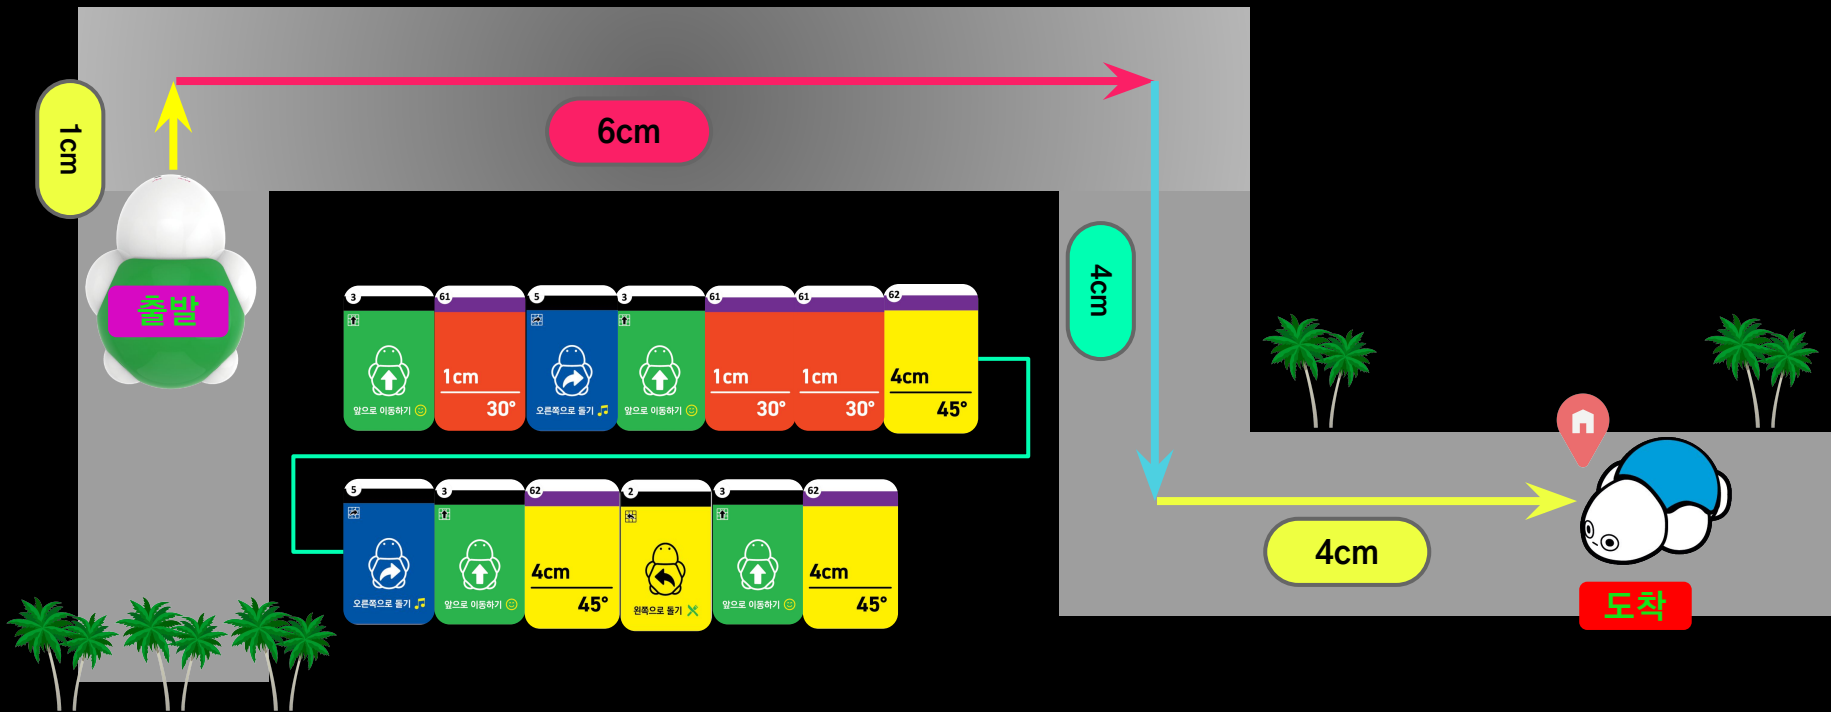 1cm
6cm
출발
4cm
3
61
5
3
61
61
62
1cm
1cm
1cm
4cm
30°
30°
30°
45°
앞으로 이동하기
오른쪽으로 돌기
앞으로 이동하기
5
3
62
2
3
62
4cm
4cm
45°
45°
오른쪽으로 돌기
앞으로 이동하기
왼쪽으로 돌기
앞으로 이동하기
4cm
도착